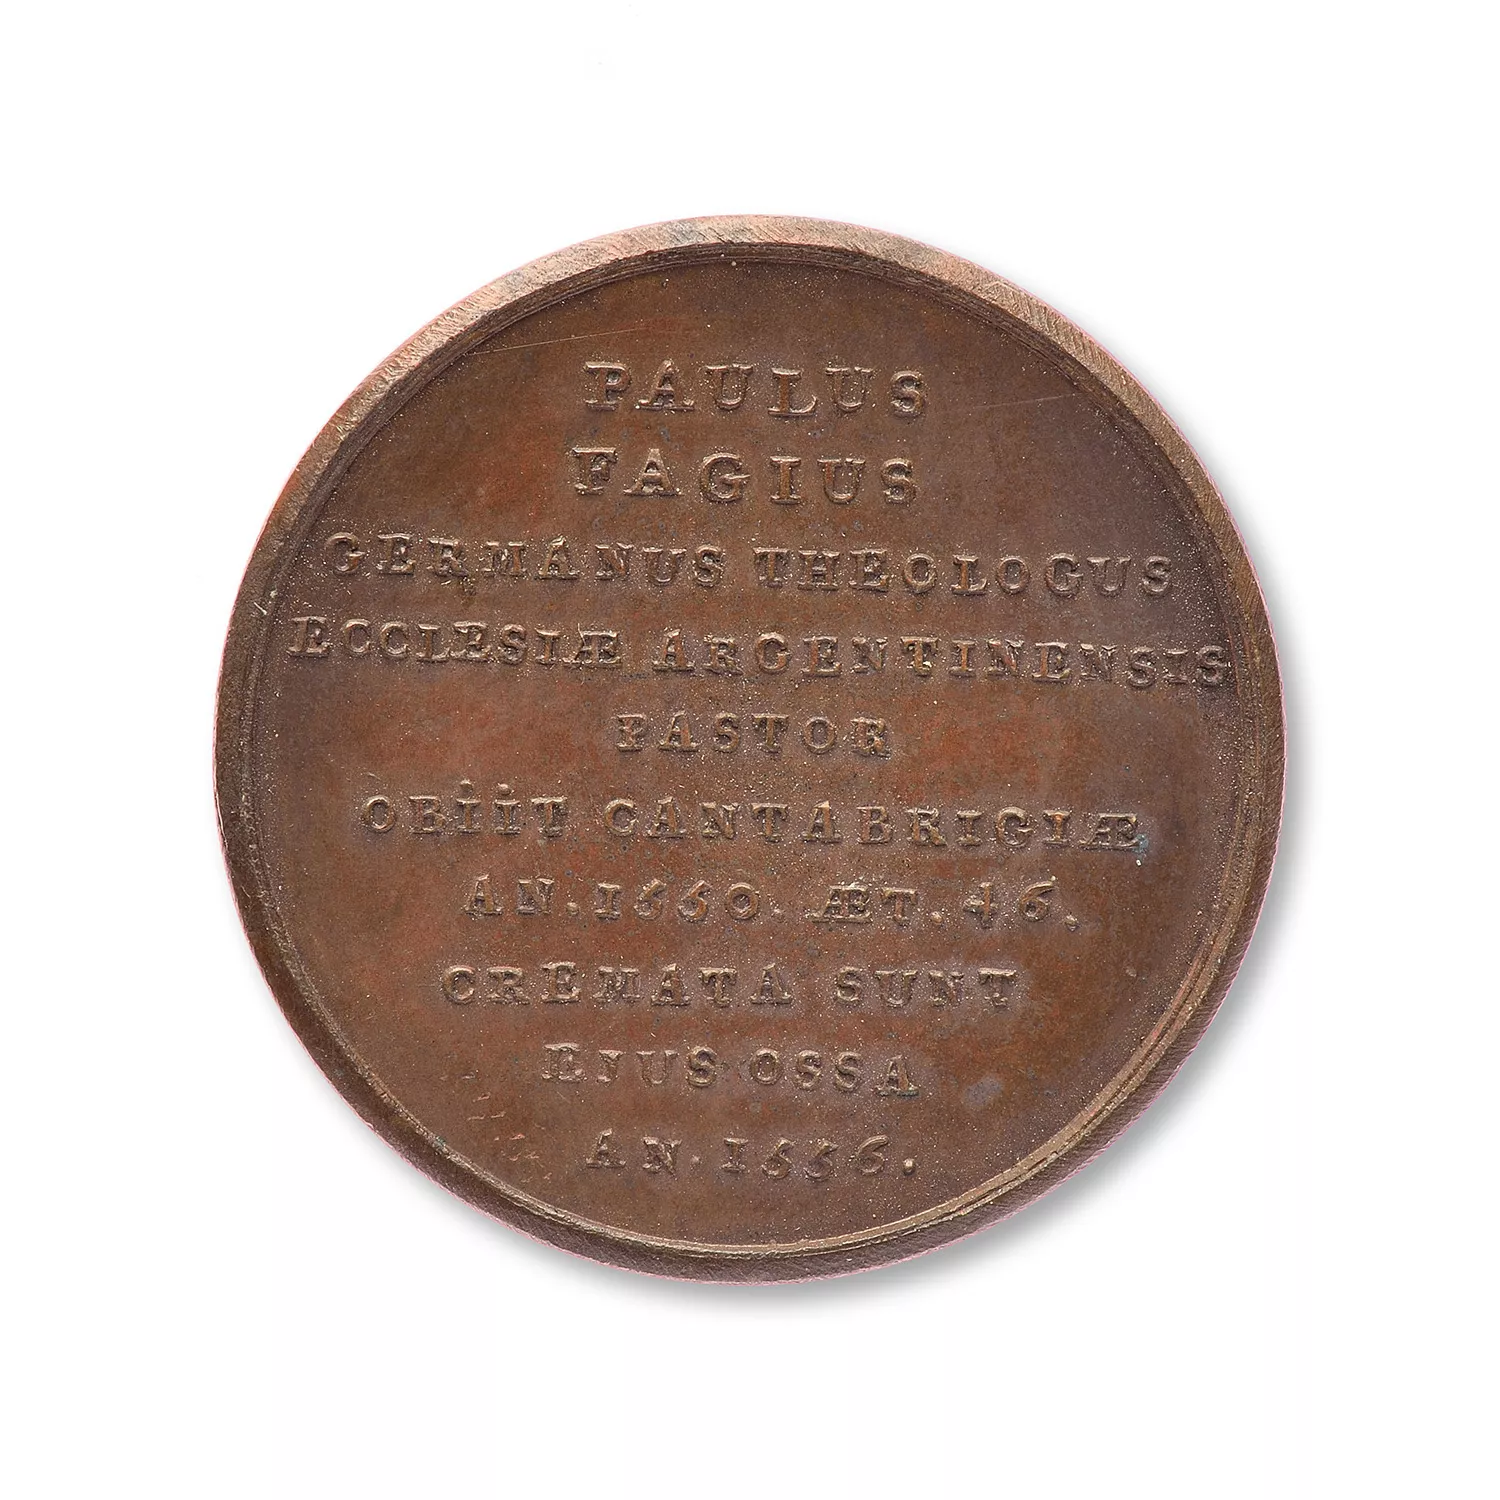 PAULUS
FAGIUS
GERMANUS THEOLOGUS
ECCLESIÆ ARGENTINENSIS
PASTOR
OBiiT CANTABRIGIÆ
AN. 1550. ÆT. 46.
CREMATA SUNT
EJUS OSSA
AN. 1556.